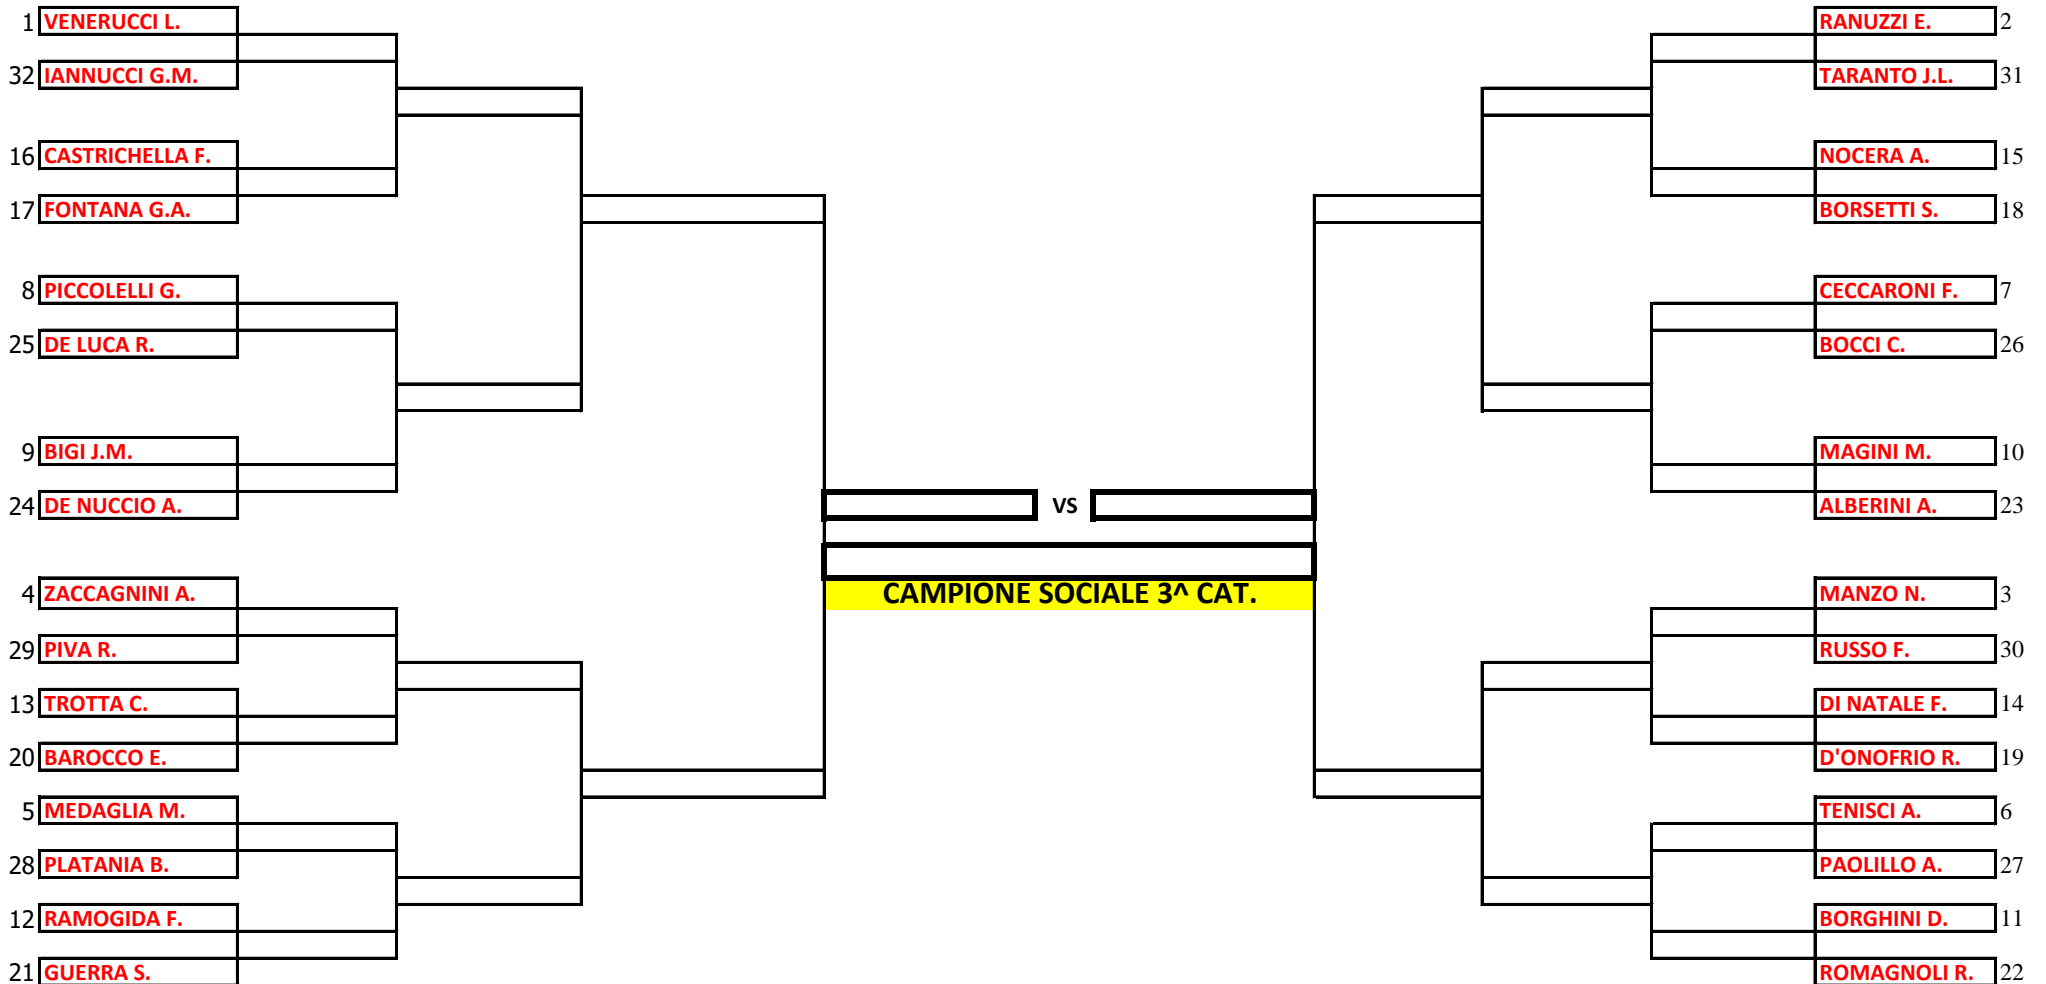 1 VENERUCCI L.
32 IANNUCCI G.M.
16 CASTRICHELLA F.
17 FONTANA G.A.
8 PICCOLELLI G.
25 DE LUCA R.
9 BIGI J.M.
24 DE NUCCIO A.
4 ZACCAGNINI A.
29 PIVA R.
13 TROTTA C.
20 BAROCCO E.
5 MEDAGLIA M.
28 PLATANIA B.
12 RAMOGIDA F.
21 GUERRA S.
VS
CAMPIONE SOCIALE 3^ CAT.
RANUZZI E. 2
TARANTO J.L. 31
NOCERA A. 15
BORSETTI S. 18
CECCARONI F. 7
BOCCI C. 26
MAGINI M. 10
ALBERINI A. 23
MANZO N. 3
RUSSO F. 30
DI NATALE F. 14
D'ONOFRIO R. 19
TENISCI A. 6
PAOLILLO A. 27
BORGHINI D. 11
ROMAGNOLI R. 22